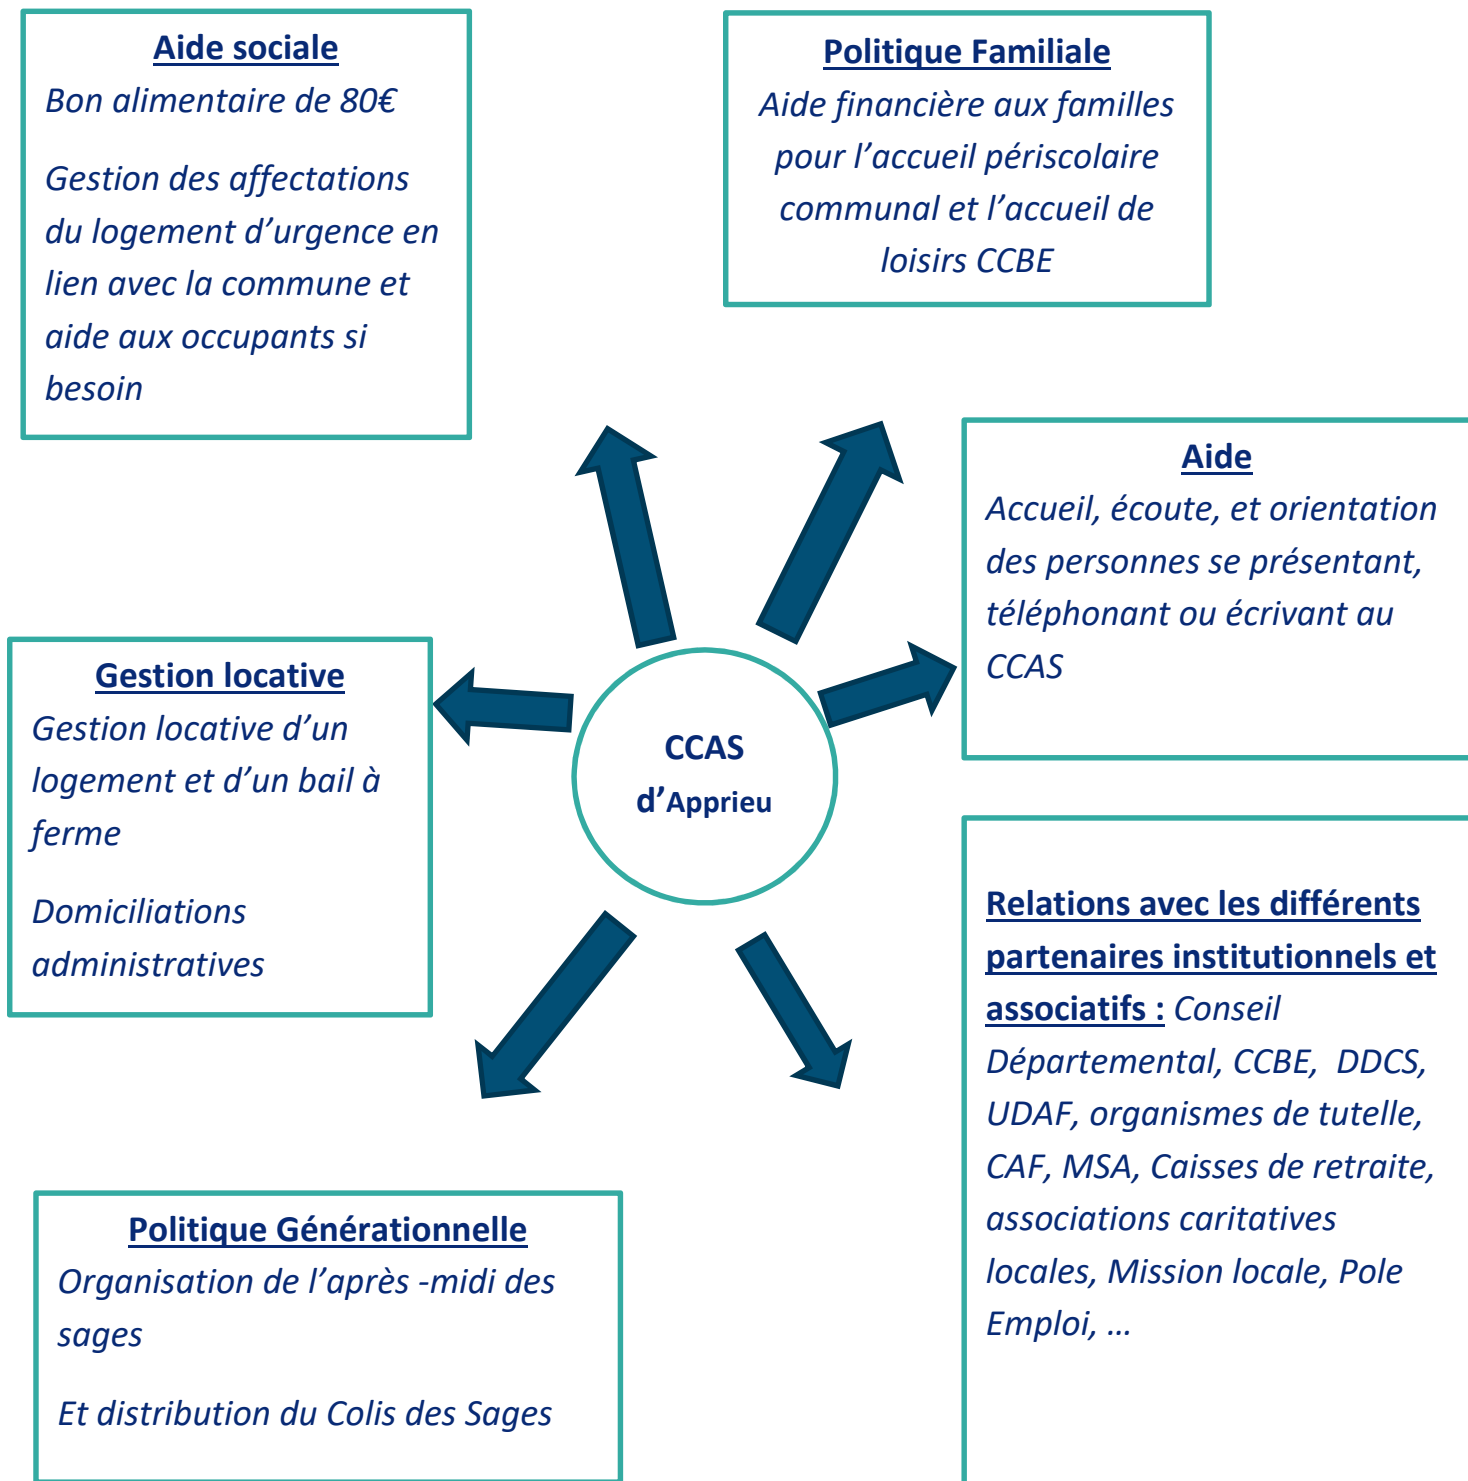 Aide sociale
Bon alimentaire de 80€
Gestion des affectations
du logement d’urgence en
lien avec la commune et
aide aux occupants si
besoin
Politique Familiale
Aide financière aux familles
pour l’accueil périscolaire
communal et l’accueil de
loisirs CCBE
Aide
Accueil, écoute, et orientation
des personnes se présentant,
téléphonant ou écrivant au
CCAS
Gestion locative
Gestion locative d’un
logement et d’un bail à
ferme
Domiciliations
administratives
CCAS
d’Apprieu
Relations avec les différents
partenaires institutionnels et
associatifs : Conseil
Départemental, CCBE,  DDCS,
UDAF, organismes de tutelle,
CAF, MSA, Caisses de retraite,
associations caritatives
locales, Mission locale, Pole
Emploi, …
Politique Générationnelle
Organisation de l’après -midi des
sages
Et distribution du Colis des Sages